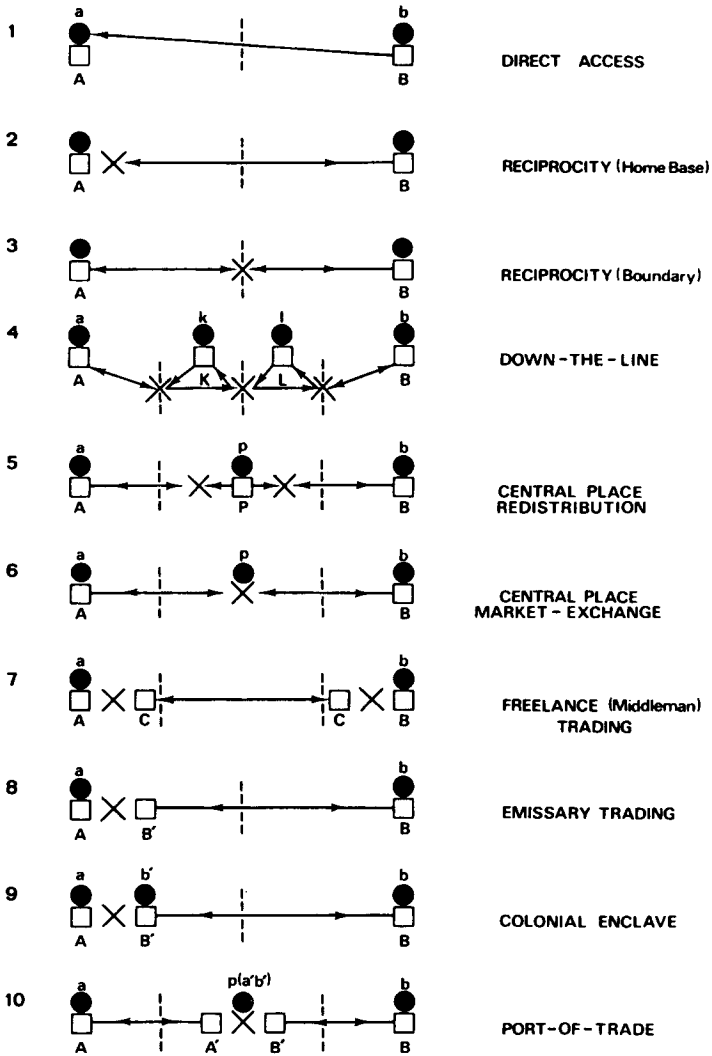 a b
1
DIRECT ACCESS
A B
2
RECIPROCITY (Home Base)
A B
3
RECIPROCITY (Boundary)
A B
a k l b
4
DOWN-THE-LINE
A K L B
a p b
5
CENTRAL PLACE
REDISTRIBUTION
A P B
a p b
6
CENTRAL PLACE
MARKET-EXCHANGE
A B
a b
7
FREELANCE (Middleman)
TRADING
A C C B
a b
8
EMISSARY TRADING
A B′ B
a b′ b
9
COLONIAL ENCLAVE
A B′ B
a p(a′b′) b
10
PORT-OF-TRADE
A A′ B′ B